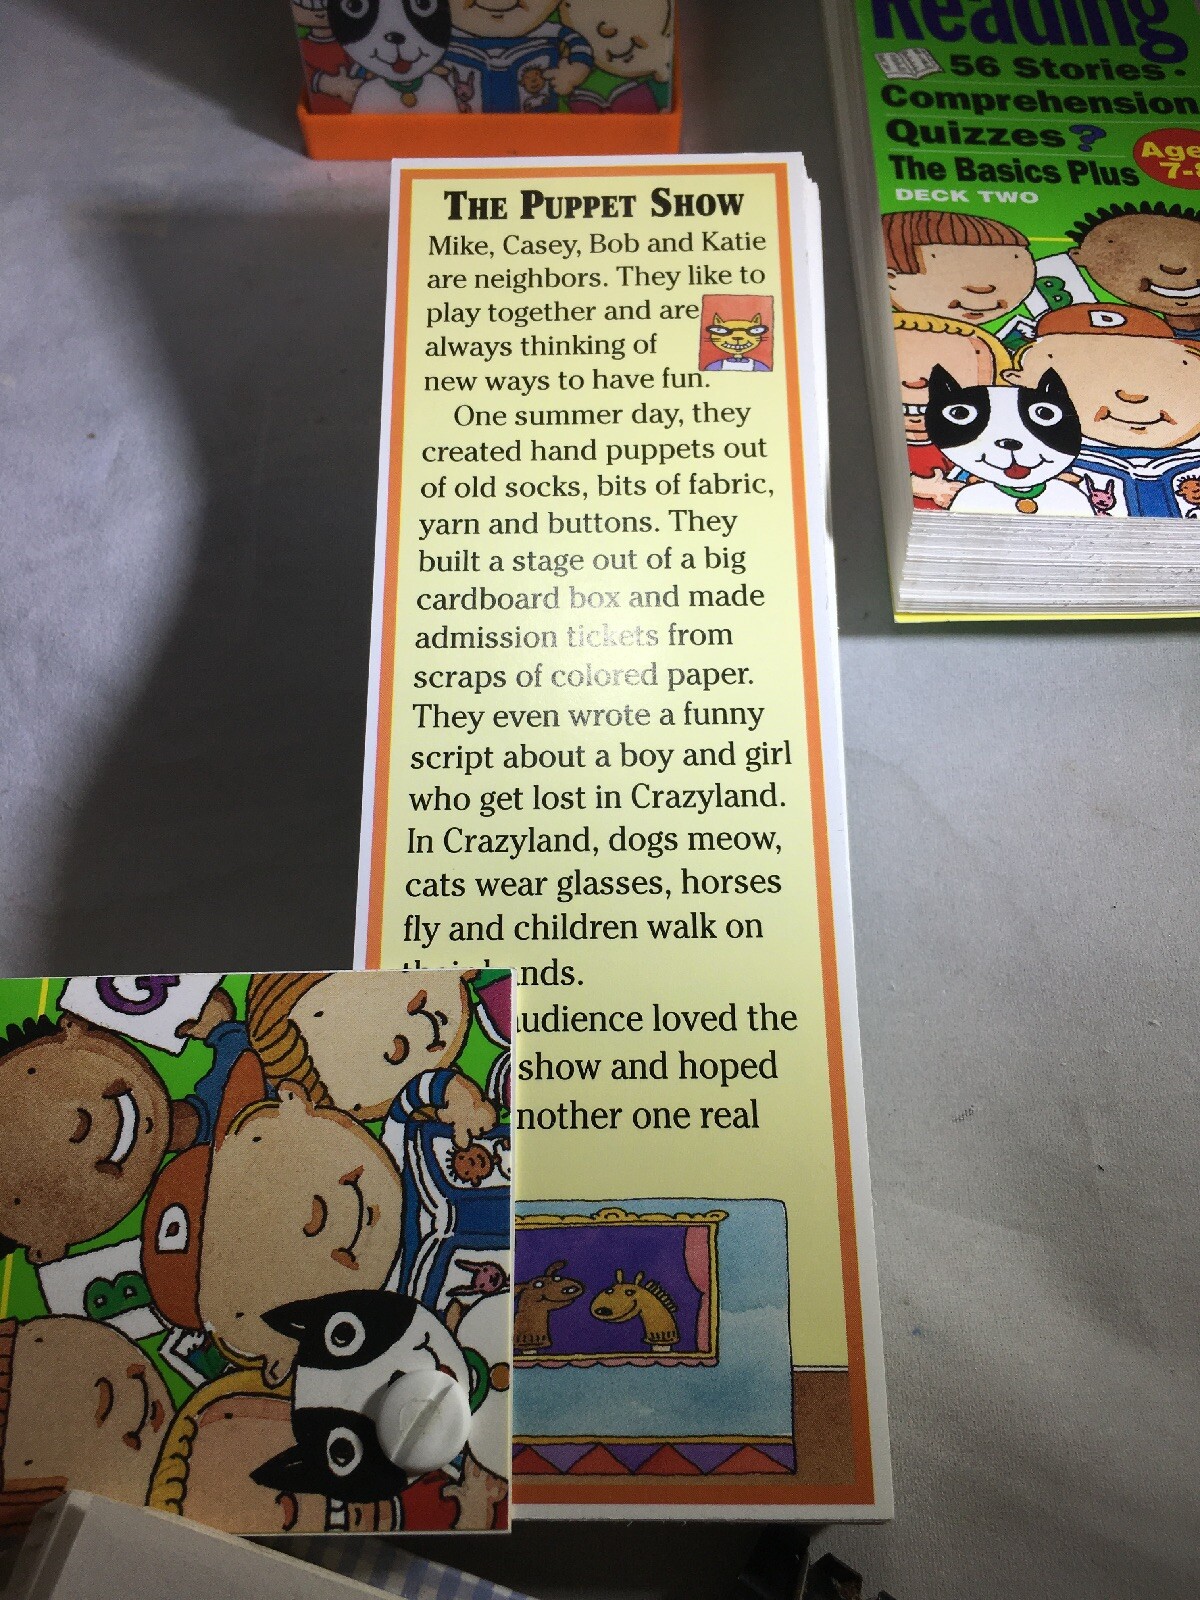 THE PUPPET SHOW
Mike, Casey, Bob and Katie
are neighbors. They like to
play together and are
always thinking of
new ways to have fun.
One summer day, they
created hand puppets out
of old socks, bits of fabric,
yarn and buttons. They
built a stage out of a big
cardboard box and made
admission tickets from
scraps of colored paper.
They even wrote a funny
script about a boy and girl
who get lost in Crazyland.
In Crazyland, dogs meow,
cats wear glasses, horses
fly and children walk on
loved the
show and hoped
one real
Reading
56 Stories •
Comprehension
Quizzes?
The Basics Plus
DECK TWO
B
D
G
D
B